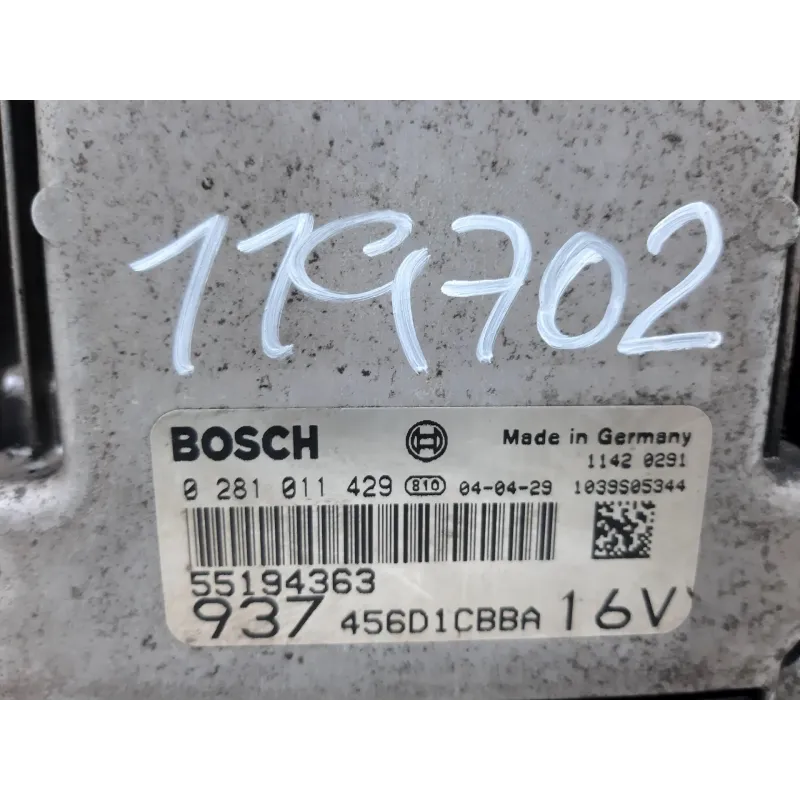 119702
BOSCH Made in Germany
1142 0291
0 281 011 429 810 04-04-29 1039S05344
55194363
937 456D1CBBA 16V